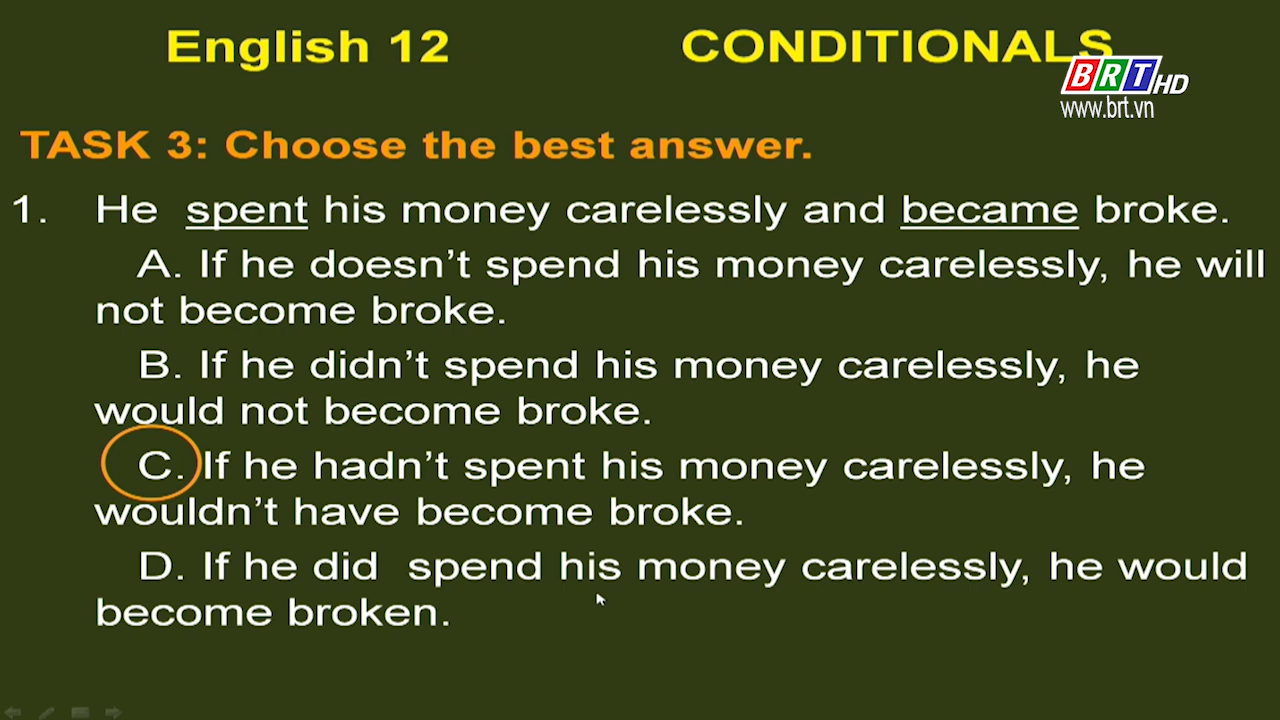 English 12 CONDITIONALS
BRT HD
www.brt.vn
TASK 3: Choose the best answer.
1. He spent his money carelessly and became broke.
A. If he doesn’t spend his money carelessly, he will
not become broke.
B. If he didn’t spend his money carelessly, he
would not become broke.
C. If he hadn’t spent his money carelessly, he
wouldn’t have become broke.
D. If he did spend his money carelessly, he would
become broken.